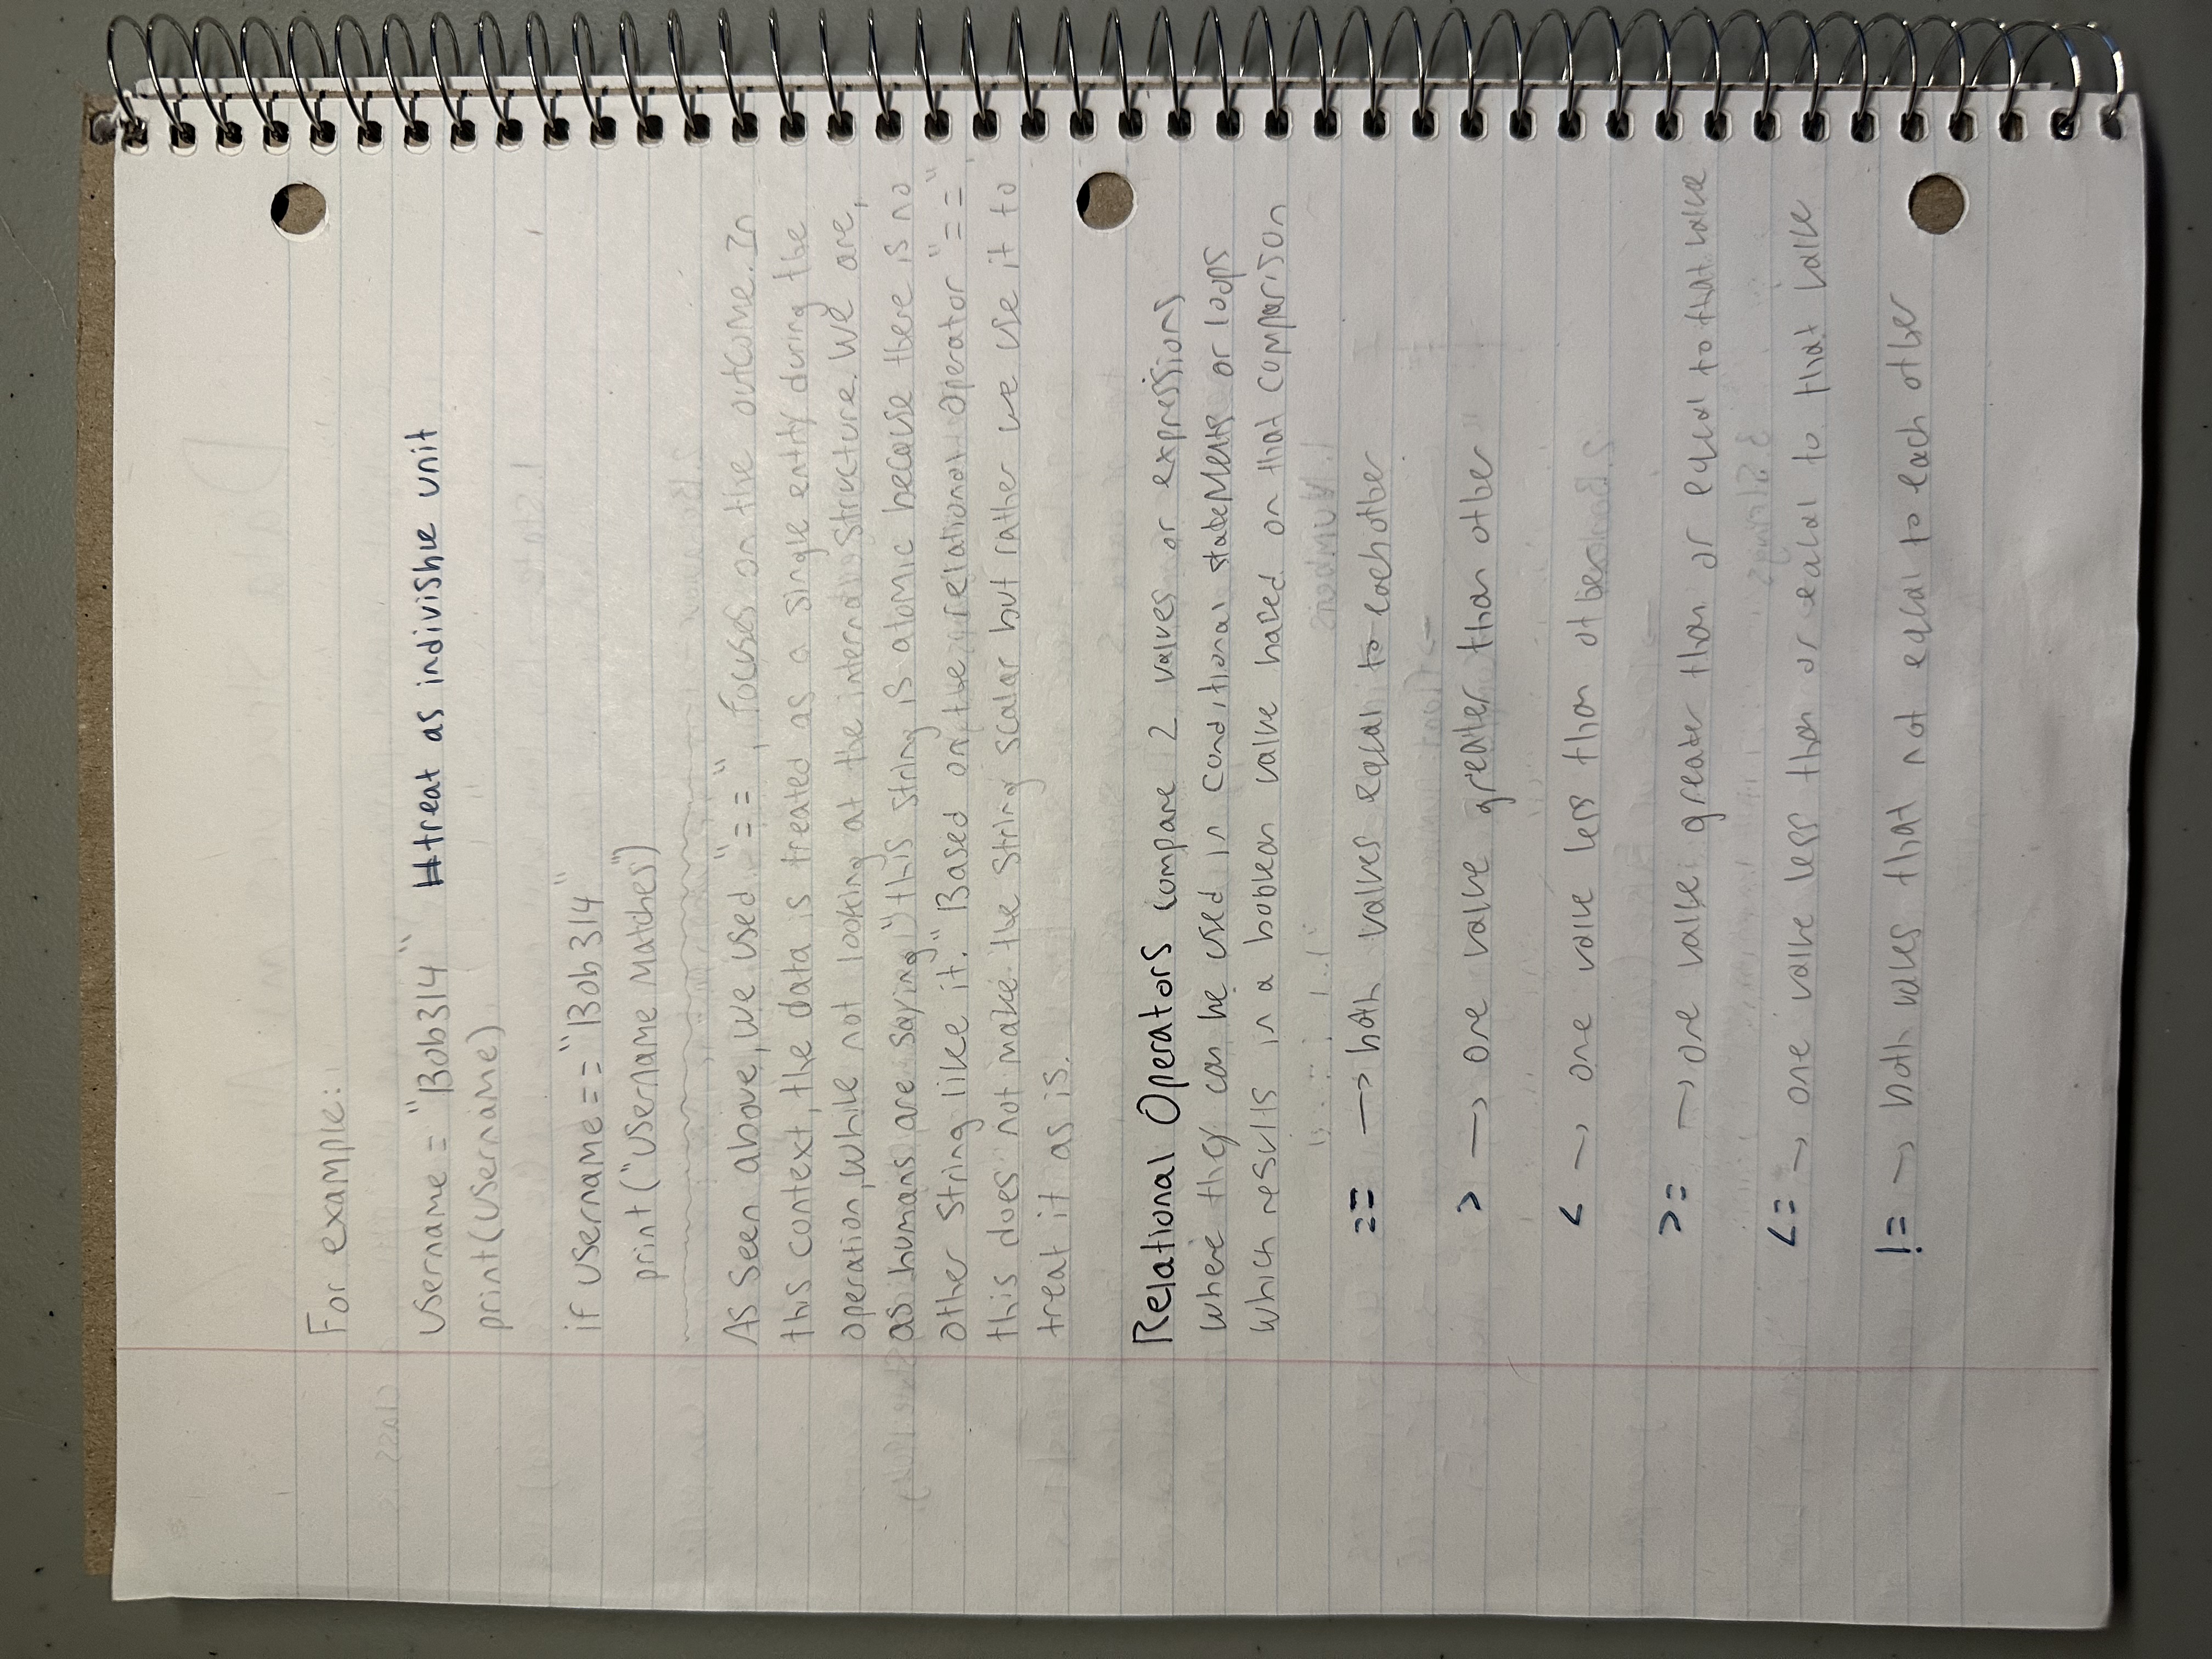 For example:
username = "Bob314" #treat as indivisble unit
print(username)
if username == "Bob314"
print("username matches")
As seen above, we used "==", focuses on the outcome. In
this context, the data is treated as a single entity during the
operation, while not looking at the internal structure. We are,
as humans are saying "this string is atomic because there is no
other string like it." Based on the relational operator "==",
this does not make the string scalar but rather we use it to
treat it as is.
Relational Operators compare 2 values or expressions
where they can be used in conditional statements or loops
which results in a boolean value based on that comparison
== → both values equal to each other
> → one value greater than other
< → one value less than other
>= → one value greater than or equal to that value
<= → one value less than or equal to that value
!= → both values that not equal to each other